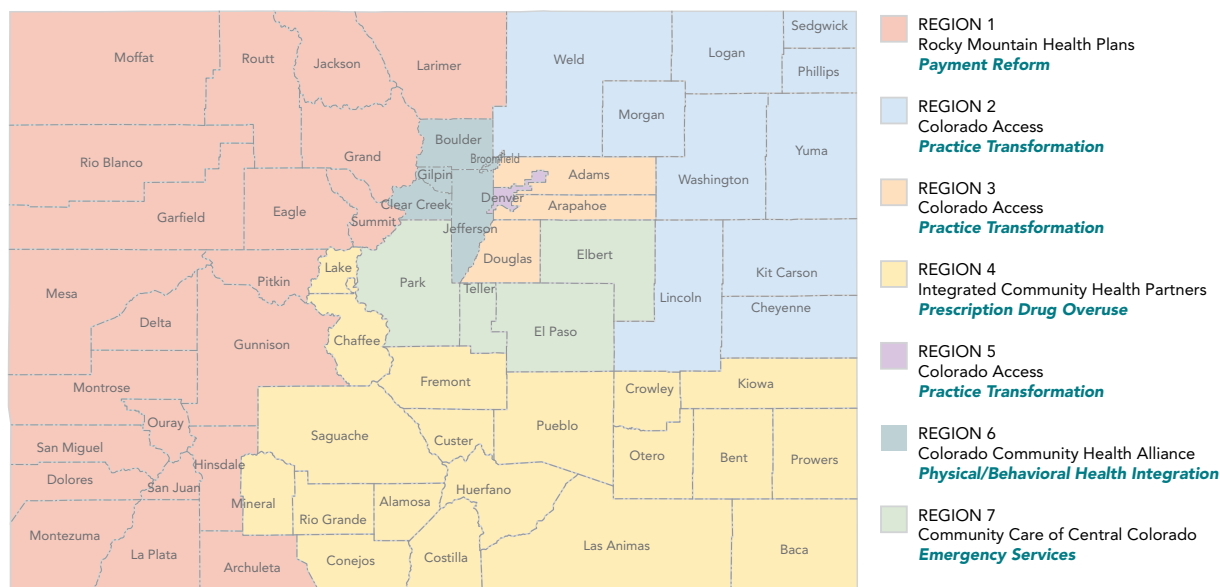 Moffat
Routt
Jackson
Larimer
Weld
Logan
Sedgwick
Phillips
Morgan
Boulder
Rio Blanco
Grand
Gilpin
Broomfield
Adams
Washington
Yuma
Garfield
Eagle
Summit
Clear Creek
Denver
Arapahoe
Jefferson
Mesa
Pitkin
Lake
Park
Douglas
Elbert
Teller
Lincoln
Kit Carson
Cheyenne
Delta
Gunnison
Chaffee
El Paso
Montrose
Fremont
Crowley
Kiowa
Ouray
Saguache
Custer
Pueblo
San Miguel
Hinsdale
Otero
Bent
Prowers
Dolores
San Juan
Mineral
Rio Grande
Alamosa
Huerfano
Montezuma
La Plata
Archuleta
Conejos
Costilla
Las Animas
Baca
REGION 1
Rocky Mountain Health Plans
Payment Reform
REGION 2
Colorado Access
Practice Transformation
REGION 3
Colorado Access
Practice Transformation
REGION 4
Integrated Community Health Partners
Prescription Drug Overuse
REGION 5
Colorado Access
Practice Transformation
REGION 6
Colorado Community Health Alliance
Physical/Behavioral Health Integration
REGION 7
Community Care of Central Colorado
Emergency Services